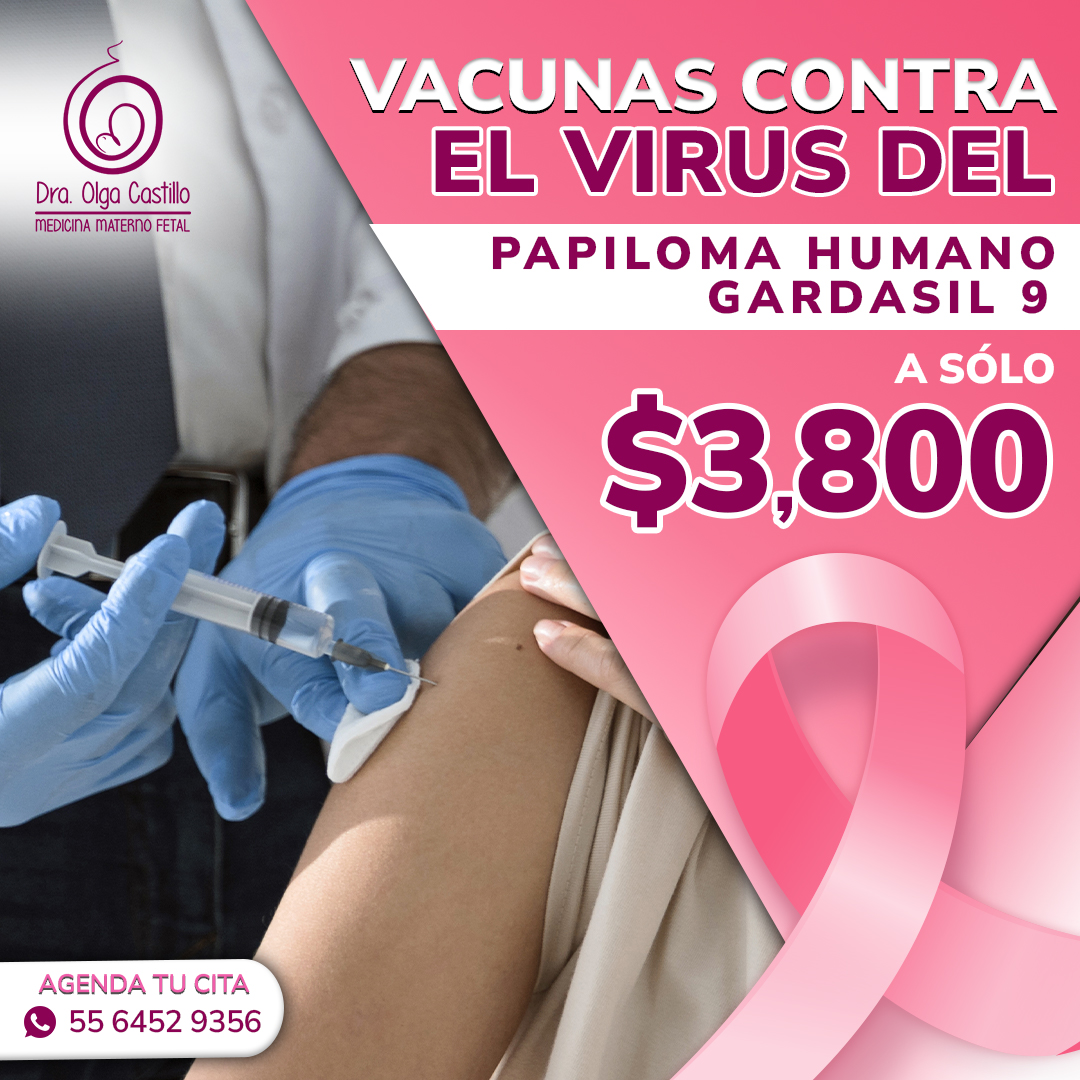 Dra. Olga Castillo
MEDICINA MATERNO FETAL
VACUNAS CONTRA
EL VIRUS DEL
PAPILOMA HUMANO
GARDASIL 9
A SÓLO
$3,800
AGENDA TU CITA
55 6452 9356